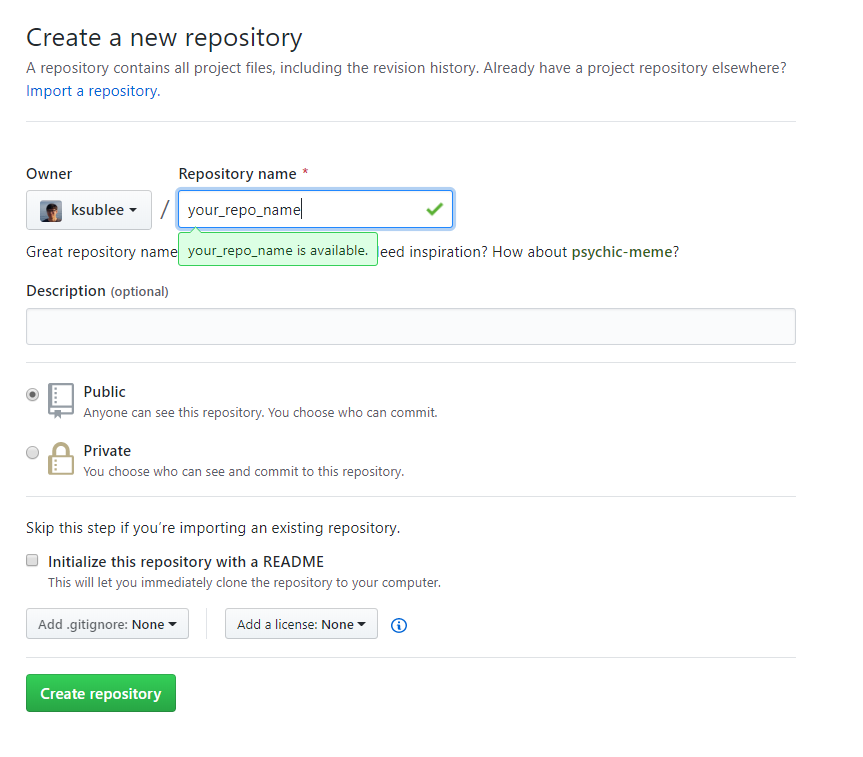 Create a new repository
A repository contains all project files, including the revision history. Already have a project repository elsewhere?
Import a repository.
Owner
Repository name *
ksublee / your_repo_name
Great repository name
your_repo_name is available.
inspiration? How about psychic-meme?
Description (optional)
Public
Anyone can see this repository. You choose who can commit.
Private
You choose who can see and commit to this repository.
Skip this step if you’re importing an existing repository.
Initialize this repository with a README
This will let you immediately clone the repository to your computer.
Add .gitignore: None
Add a license: None
Create repository